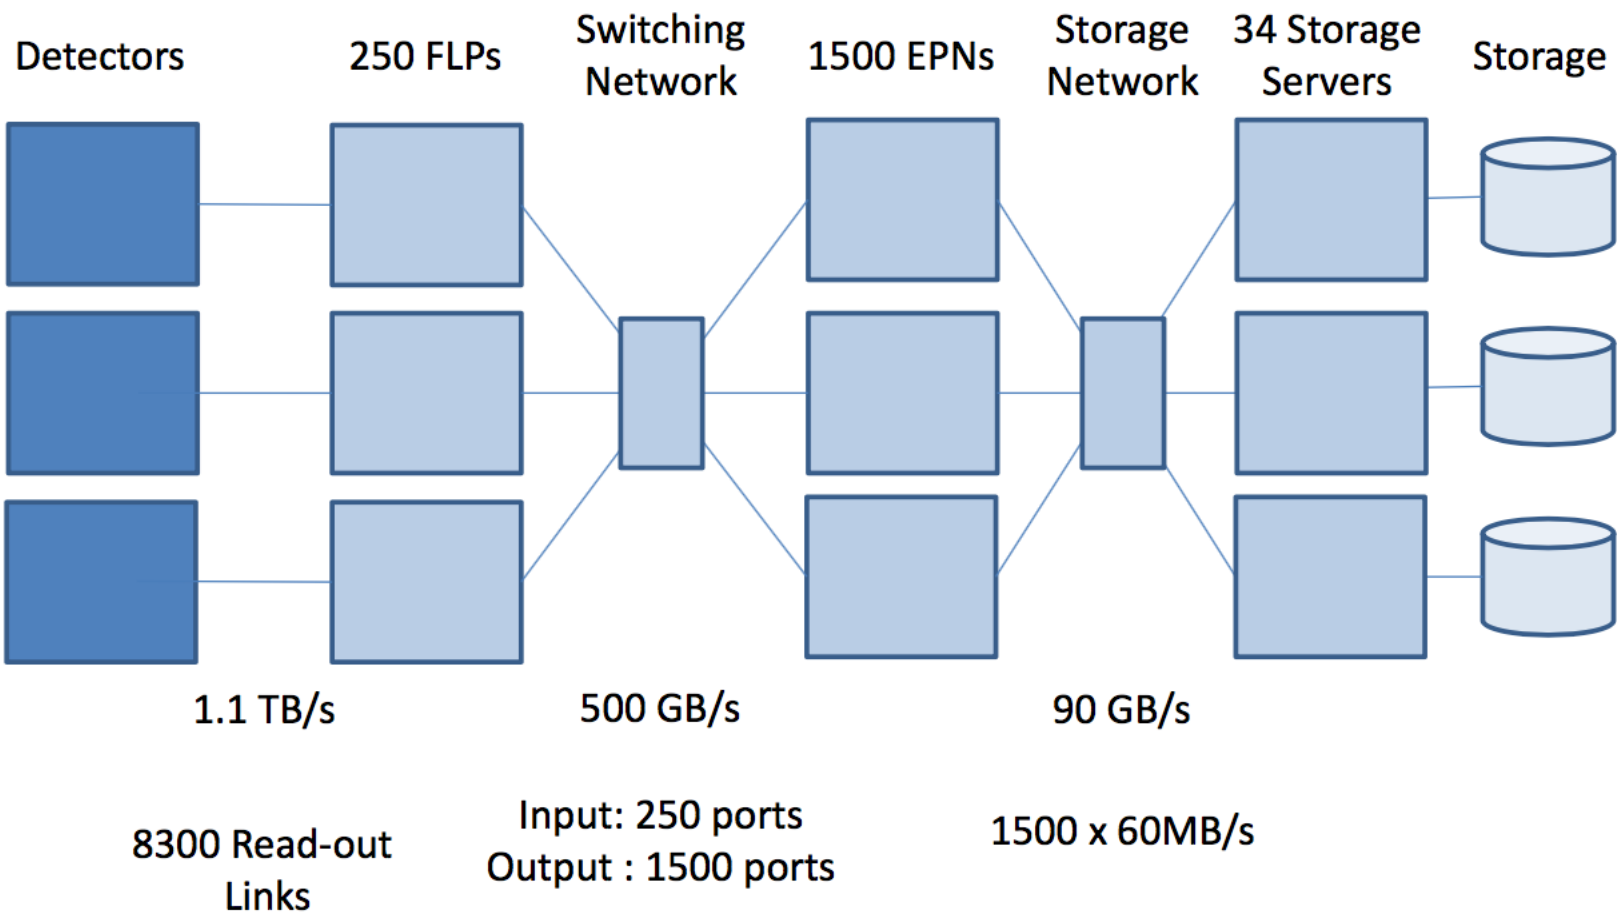 Detectors
250 FLPs
Switching
Network
1500 EPNs
Storage
Network
34 Storage
Servers
Storage
1.1 TB/s
500 GB/s
90 GB/s
8300 Read-out
Links
Input: 250 ports
Output : 1500 ports
1500 x 60MB/s